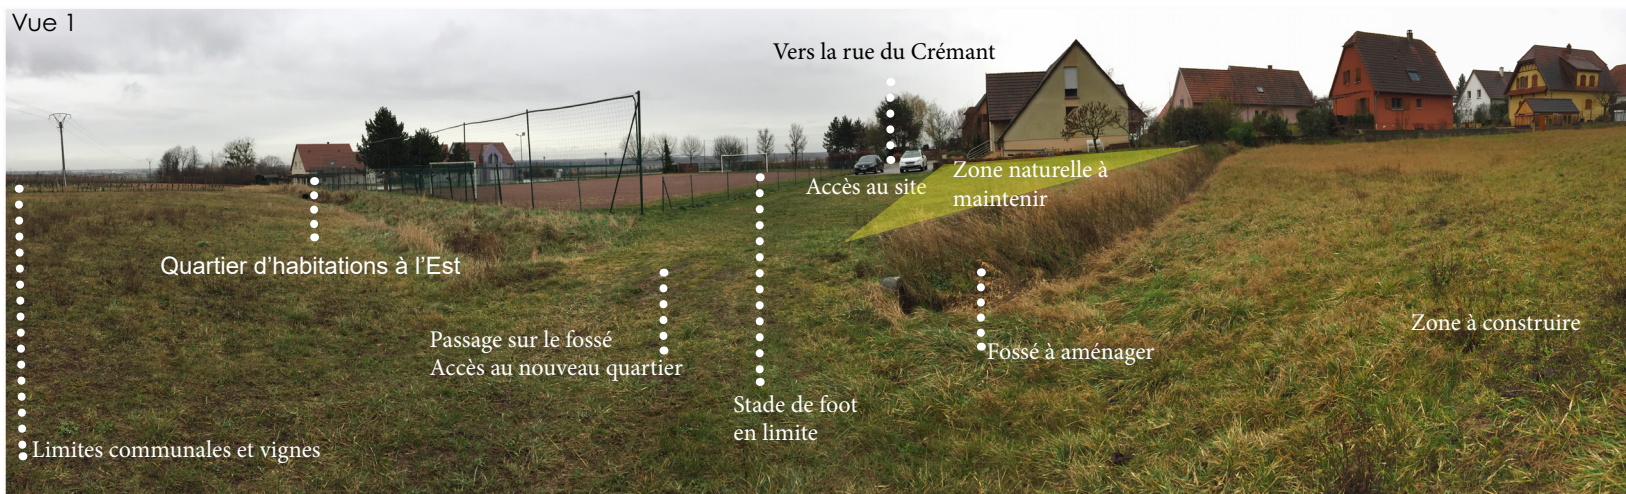 Vue 1
Vers la rue du Crémant
Accès au site
Zone naturelle à
maintenir
Quartier d'habitations à l'Est
Passage sur le fossé
Accès au nouveau quartier
Fossé à aménager
Zone à construire
Stade de foot
en limite
Limites communales et vignes